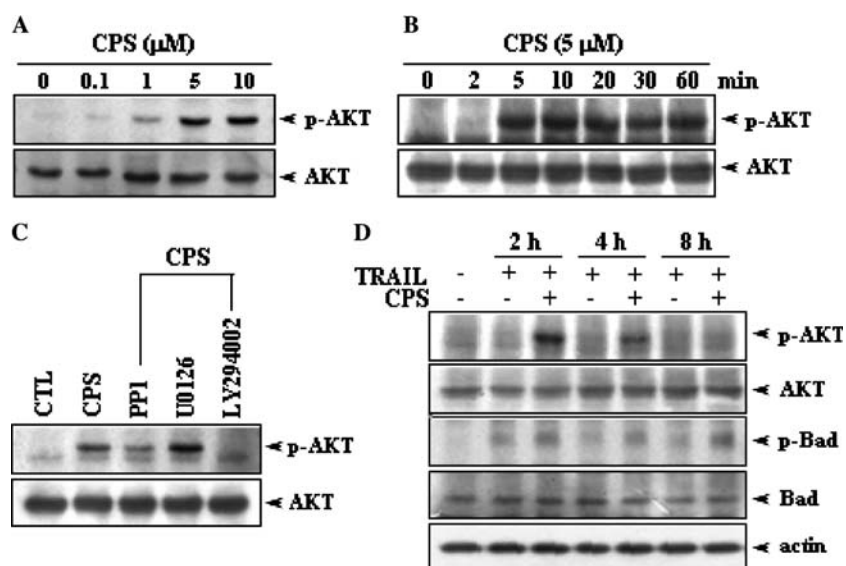 A
CPS (µM)
0 0.1 1 5 10
p-AKT
AKT
B
CPS (5 µM)
0 2 5 10 20 30 60 min
p-AKT
AKT
C
CPS
CTL CPS PP1 U0126 LY294002
p-AKT
AKT
D
2 h 4 h 8 h
TRAIL - + + + + + +
CPS - - + - + - +
p-AKT
AKT
p-Bad
Bad
actin